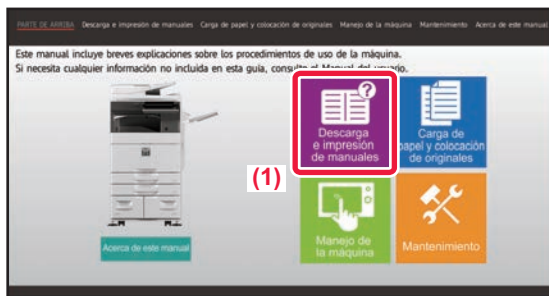 PARTE DE ARRIBA Descarga e impresión de manuales Carga de papel y colocación de originales Manejo de la máquina Mantenimiento Acerca de este manual
Este manual incluye breves explicaciones sobre los procedimientos de uso de la máquina.
Si necesita cualquier información no incluida en esta guía, consulte el Manual del usuario.
Descarga
e impresión
de manuales
Carga de
papel y colocación
de originales
(1)
Manejo de
la máquina
Mantenimiento
Acerca de este manual